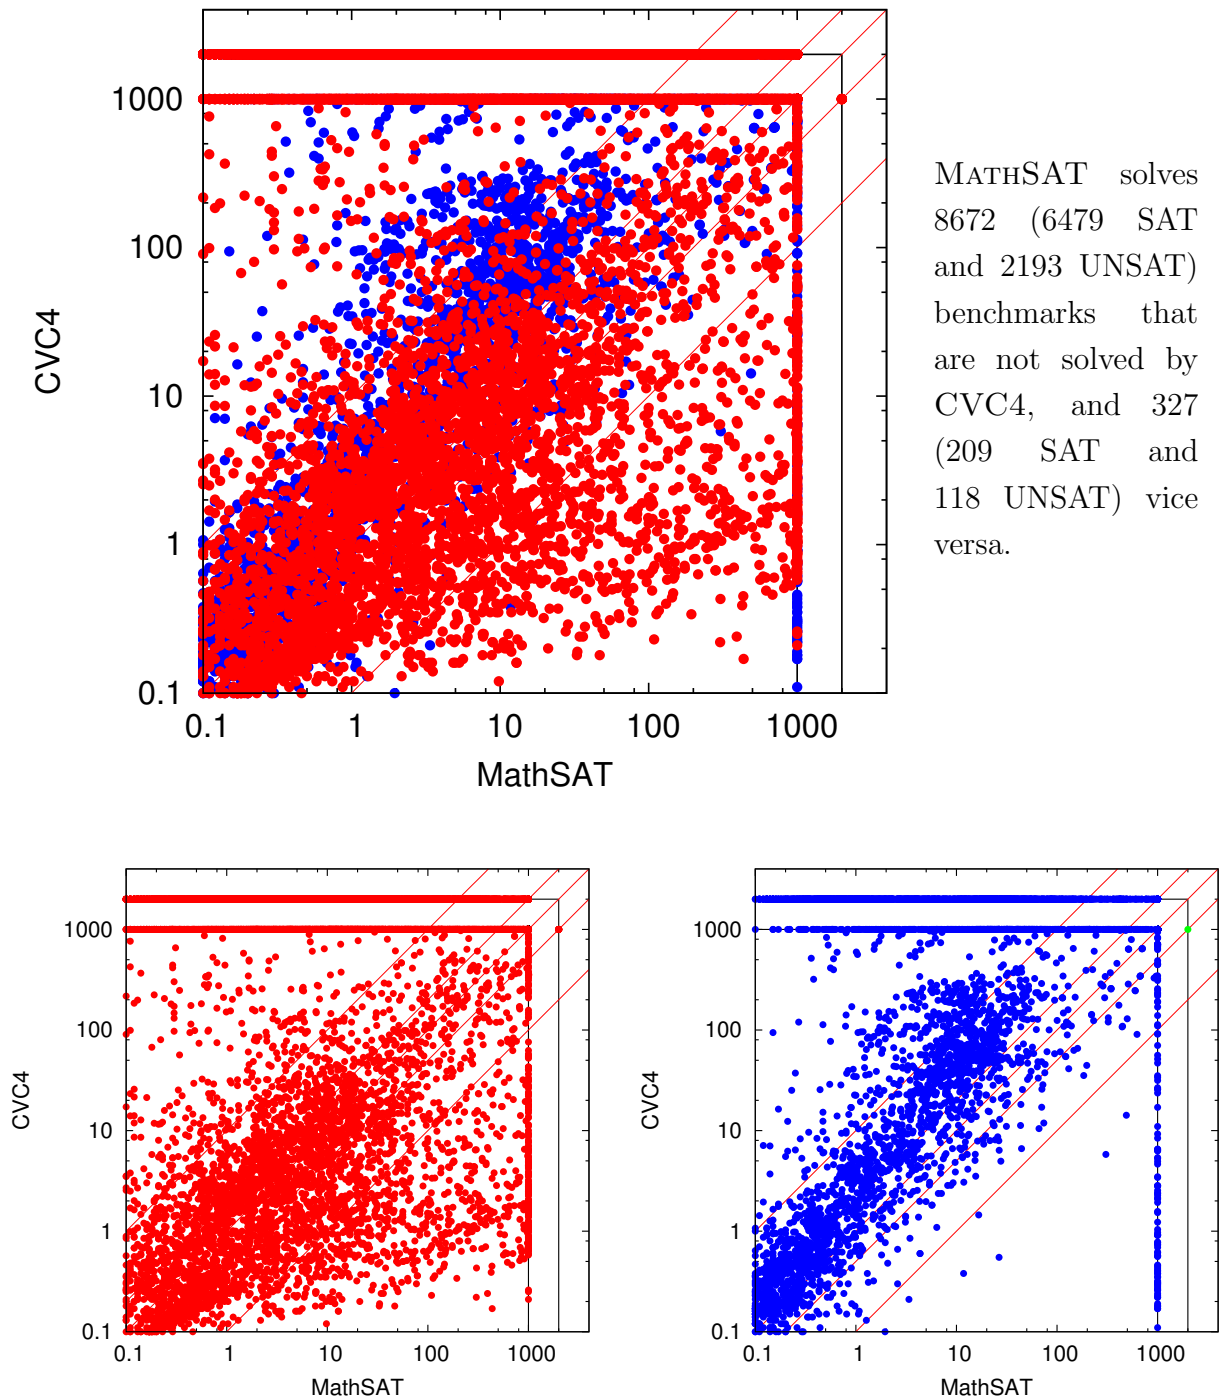 1000
100
10
1
0.1
CVC4
0.1 1 10 100 1000
MathSAT
MATHSAT solves
8672 (6479 SAT
and 2193 UNSAT)
benchmarks that
are not solved by
CVC4, and 327
(209 SAT and
118 UNSAT) vice
versa.
1000
100
10
1
0.1
CVC4
0.1 1 10 100 1000
MathSAT
1000
100
10
1
0.1
CVC4
0.1 1 10 100 1000
MathSAT